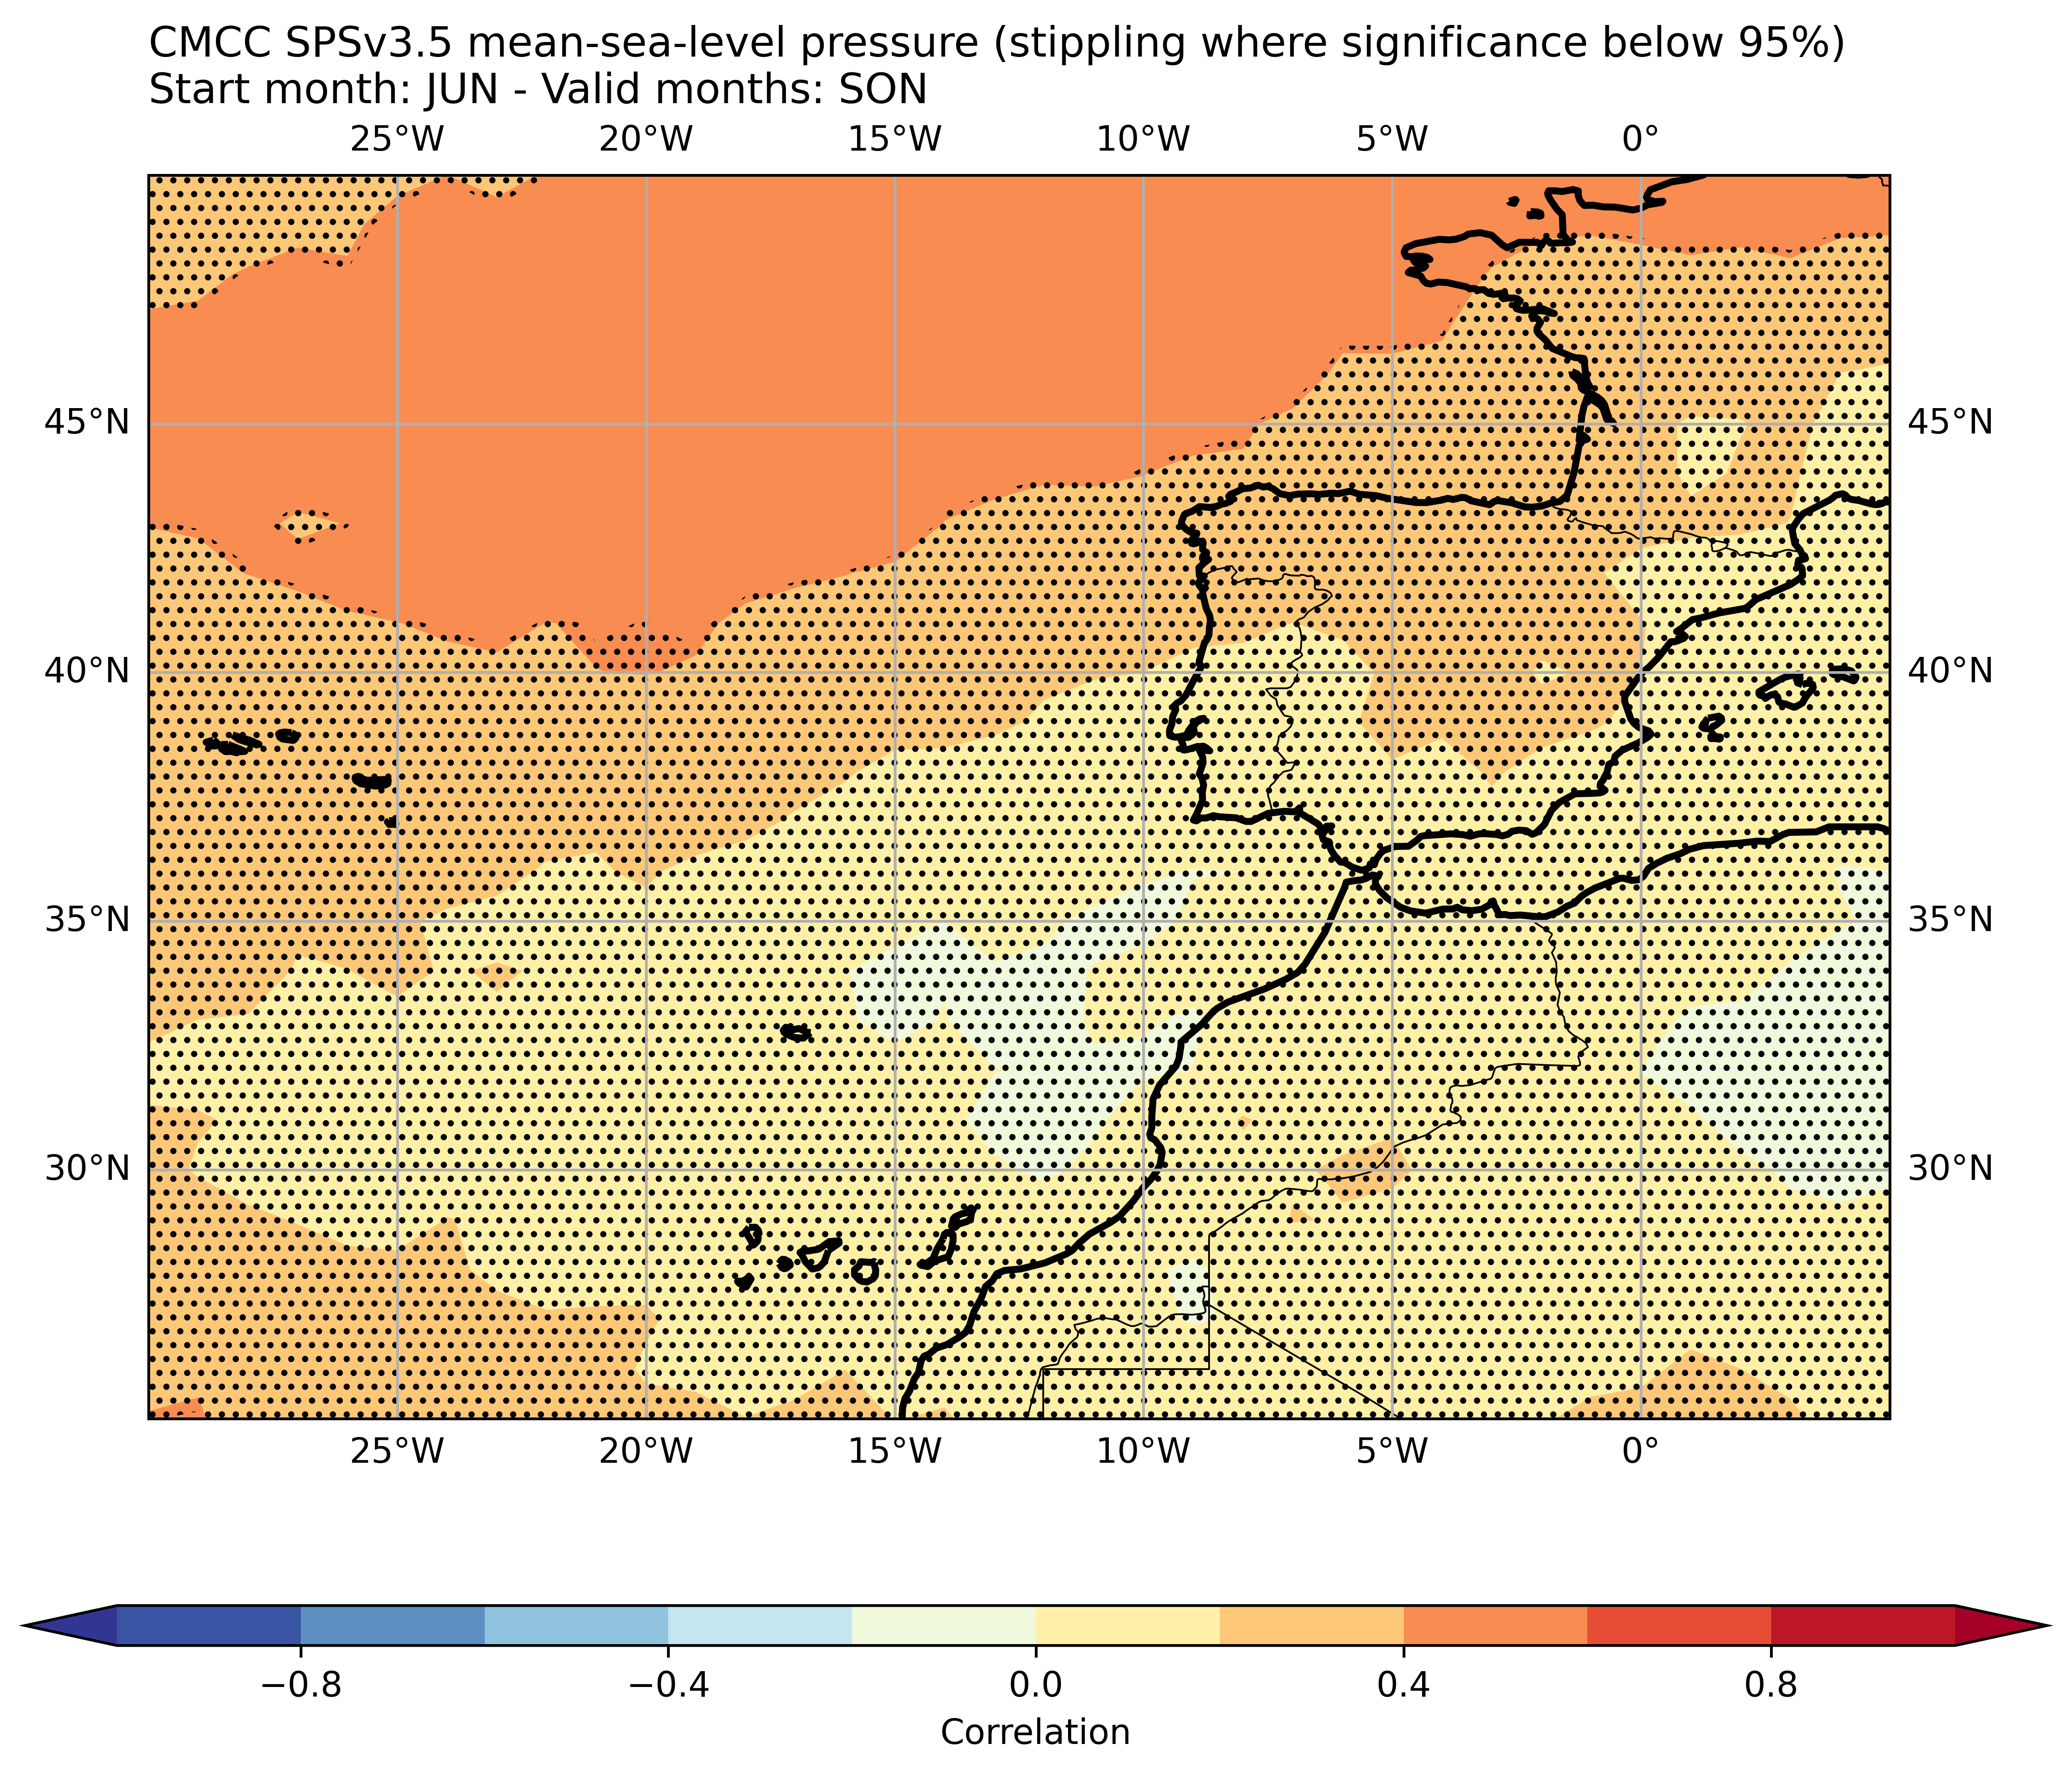 CMCC SPSv3.5 mean-sea-level pressure (stippling where significance below 95%)
Start month: JUN - Valid months: SON
25°W 20°W 15°W 10°W 5°W 0°
45°N 45°N
40°N 40°N
35°N 35°N
30°N 30°N
25°W 20°W 15°W 10°W 5°W 0°
−0.8 −0.4 0.0 0.4 0.8
Correlation